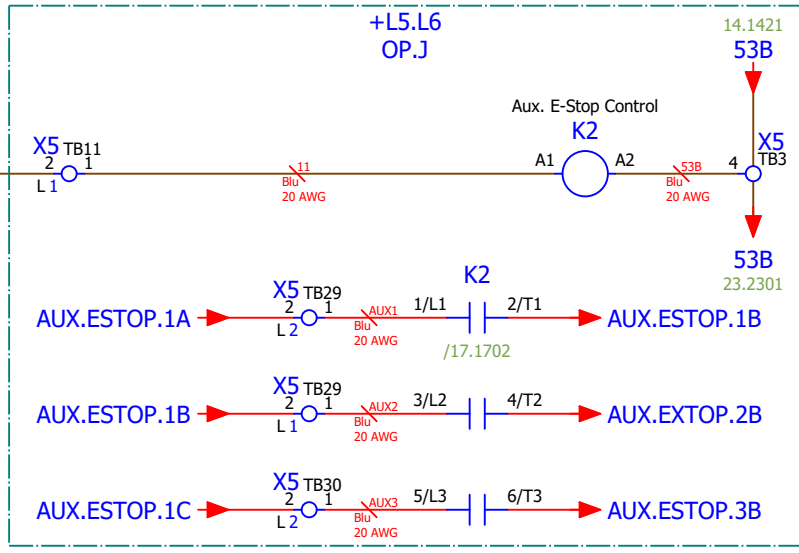 +L5.L6
OP.J
14.1421
53B
Aux. E-Stop Control
K2
X5 TB11
2 1
L 1
11
Blu
20 AWG
A1 A2
53B
Blu
20 AWG
4
X5
TB3
53B
23.2301
K2
X5 TB29
2 1
L 2
AUX.ESTOP.1A
AUX1
Blu
20 AWG
1/L1 2/T1
AUX.ESTOP.1B
/17.1702
X5 TB29
2 1
L 1
AUX.ESTOP.1B
AUX2
Blu
20 AWG
3/L2 4/T2
AUX.EXTOP.2B
X5 TB30
2 1
L 2
AUX.ESTOP.1C
AUX3
Blu
20 AWG
5/L3 6/T3
AUX.ESTOP.3B